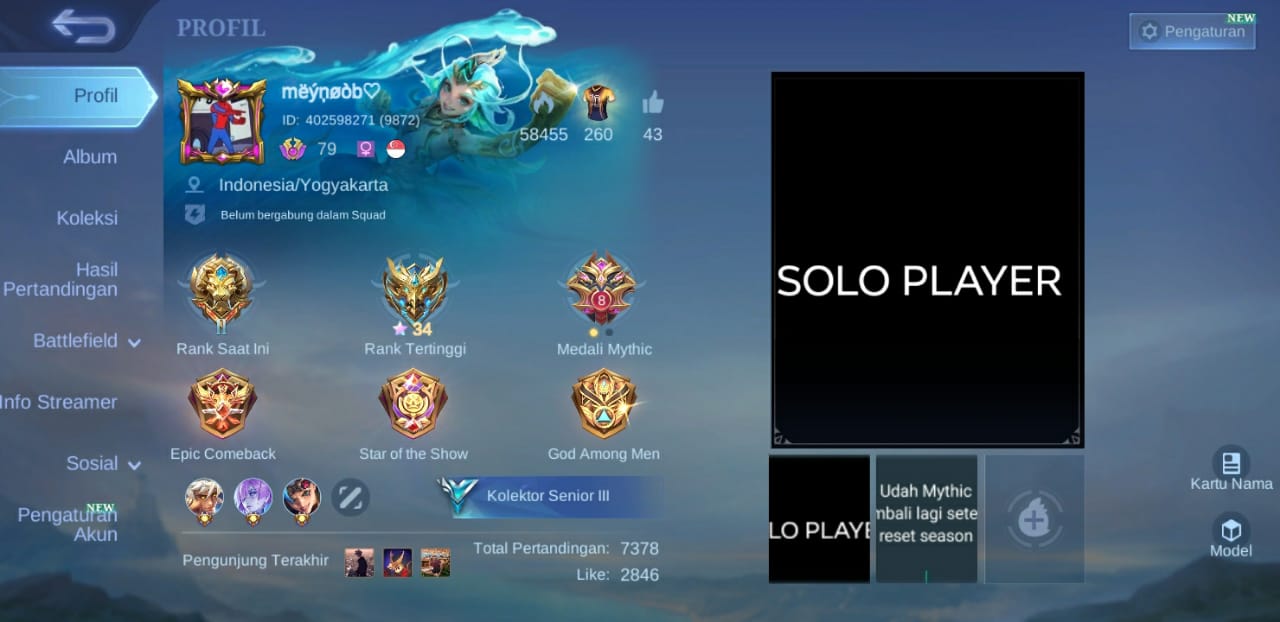 PROFIL
NEW
Pengaturan
Profil
Album
Koleksi
Hasil
Pertandingan
Battlefield
Info Streamer
Sosial
NEW
Pengaturan
Akun
mëýṇøòb♡
ID: 402598271 (9872)
79
58455
260
43
Indonesia/Yogyakarta
Belum bergabung dalam Squad
II
Rank Saat Ini
34
Rank Tertinggi
8
Medali Mythic
Epic Comeback
Star of the Show
God Among Men
Kolektor Senior III
Pengunjung Terakhir
Total Pertandingan: 7378
Like: 2846
SOLO PLAYER
LO PLAYE
Udah Mythic
mbali lagi sete
reset season
Kartu Nama
Model